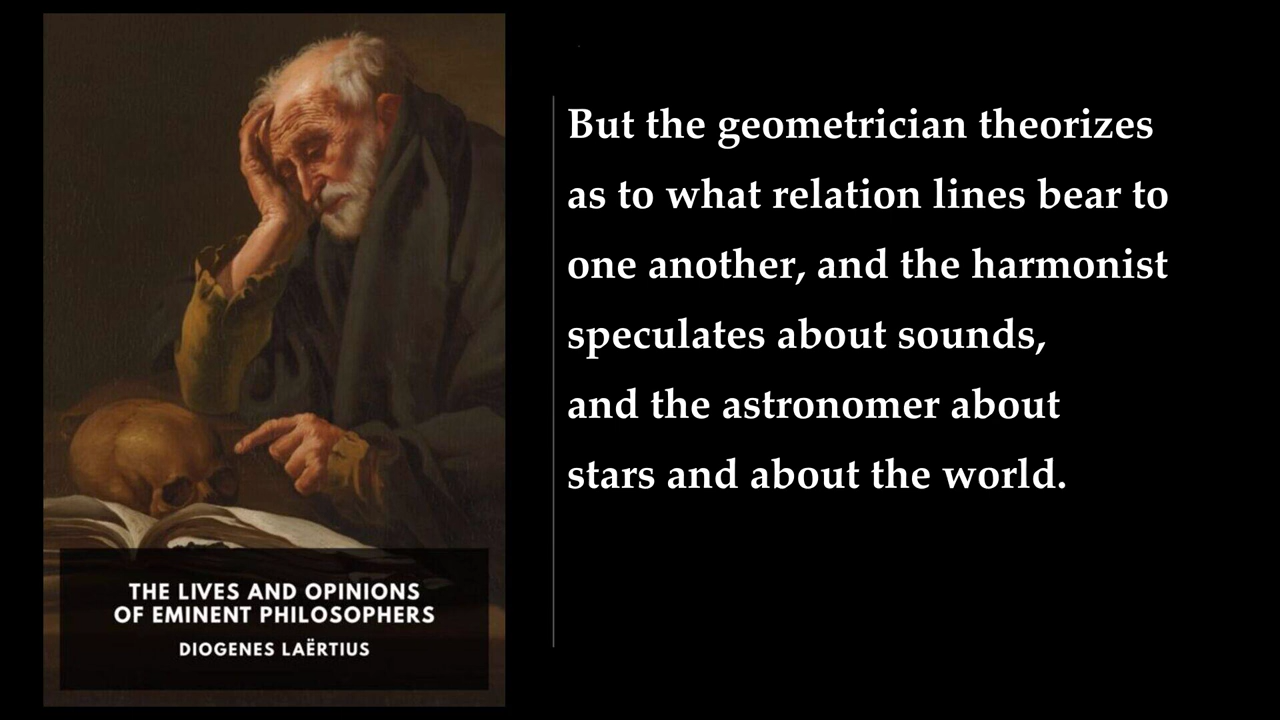 But the geometrician theorizes
as to what relation lines bear to
one another, and the harmonist
speculates about sounds,
and the astronomer about
stars and about the world.
THE LIVES AND OPINIONS
OF EMINENT PHILOSOPHERS
DIOGENES LAËRTIUS